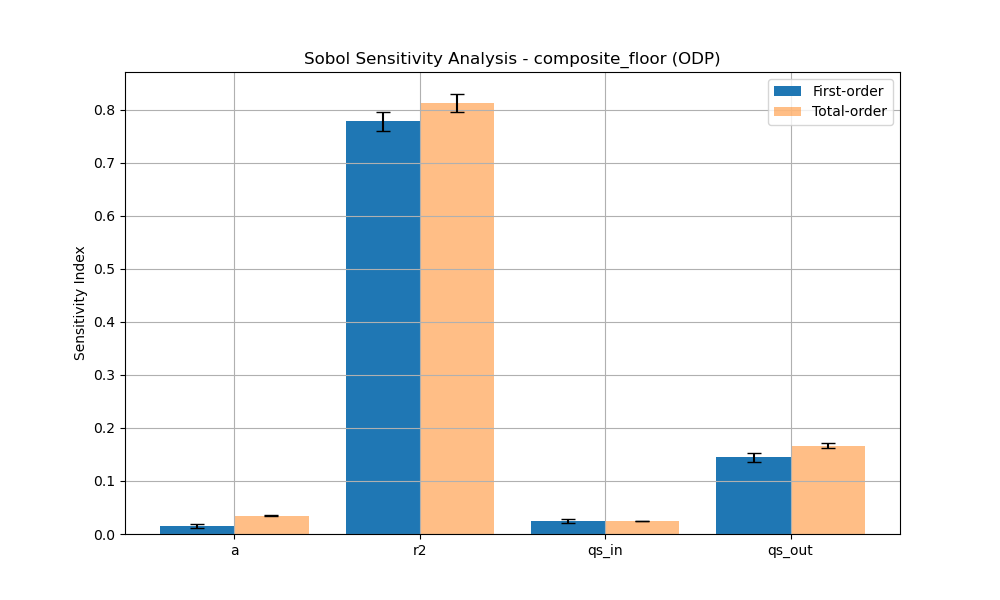 Sobol Sensitivity Analysis - composite_floor (ODP)
First-order
Total-order
Sensitivity Index
0.8
0.7
0.6
0.5
0.4
0.3
0.2
0.1
0.0
a
r2
qs_in
qs_out